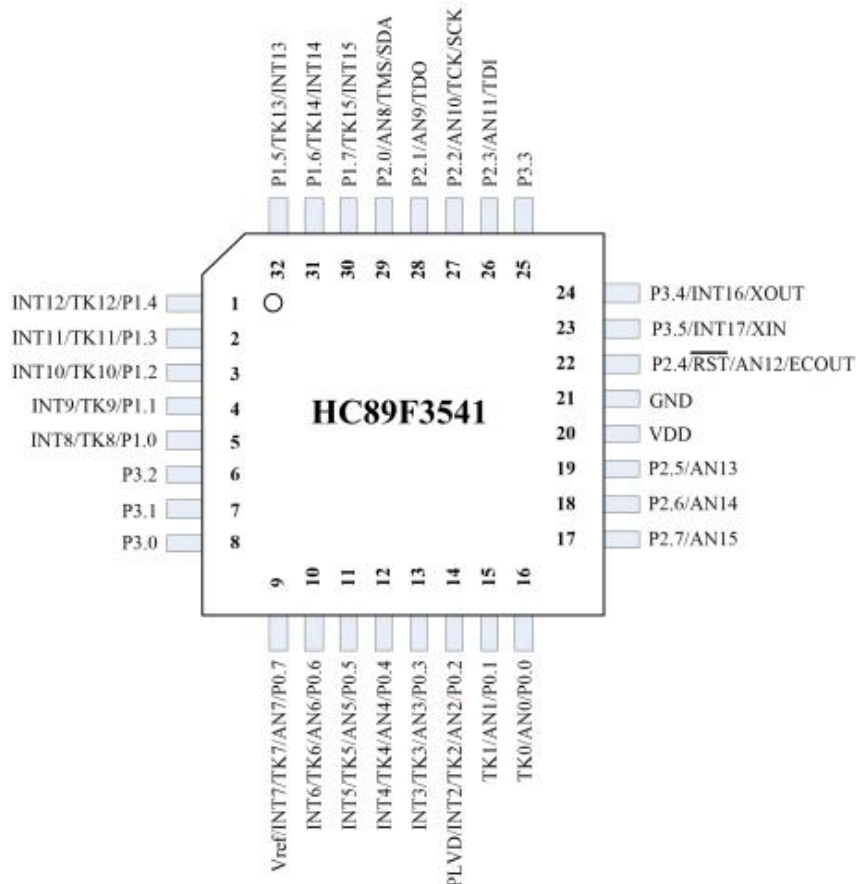 P1.5/TK13/INT13
P1.6/TK14/INT14
P1.7/TK15/INT15
P2.0/AN8/TMS/SDA
P2.1/AN9/TDO
P2.2/AN10/TCK/SCK
P2.3/AN11/TDI
P3.3
32
31
30
29
28
27
26
25
INT12/TK12/P1.4
1
INT11/TK11/P1.3
2
INT10/TK10/P1.2
3
INT9/TK9/P1.1
4
INT8/TK8/P1.0
5
P3.2
6
P3.1
7
P3.0
8
HC89F3541
24
P3.4/INT16/XOUT
23
P3.5/INT17/XIN
22
P2.4/RST/AN12/ECOUT
21
GND
20
VDD
19
P2.5/AN13
18
P2.6/AN14
17
P2.7/AN15
9
10
11
12
13
14
15
16
Vref/INT7/TK7/AN7/P0.7
INT6/TK6/AN6/P0.6
INT5/TK5/AN5/P0.5
INT4/TK4/AN4/P0.4
INT3/TK3/AN3/P0.3
PLVD/INT2/TK2/AN2/P0.2
TK1/AN1/P0.1
TK0/AN0/P0.0